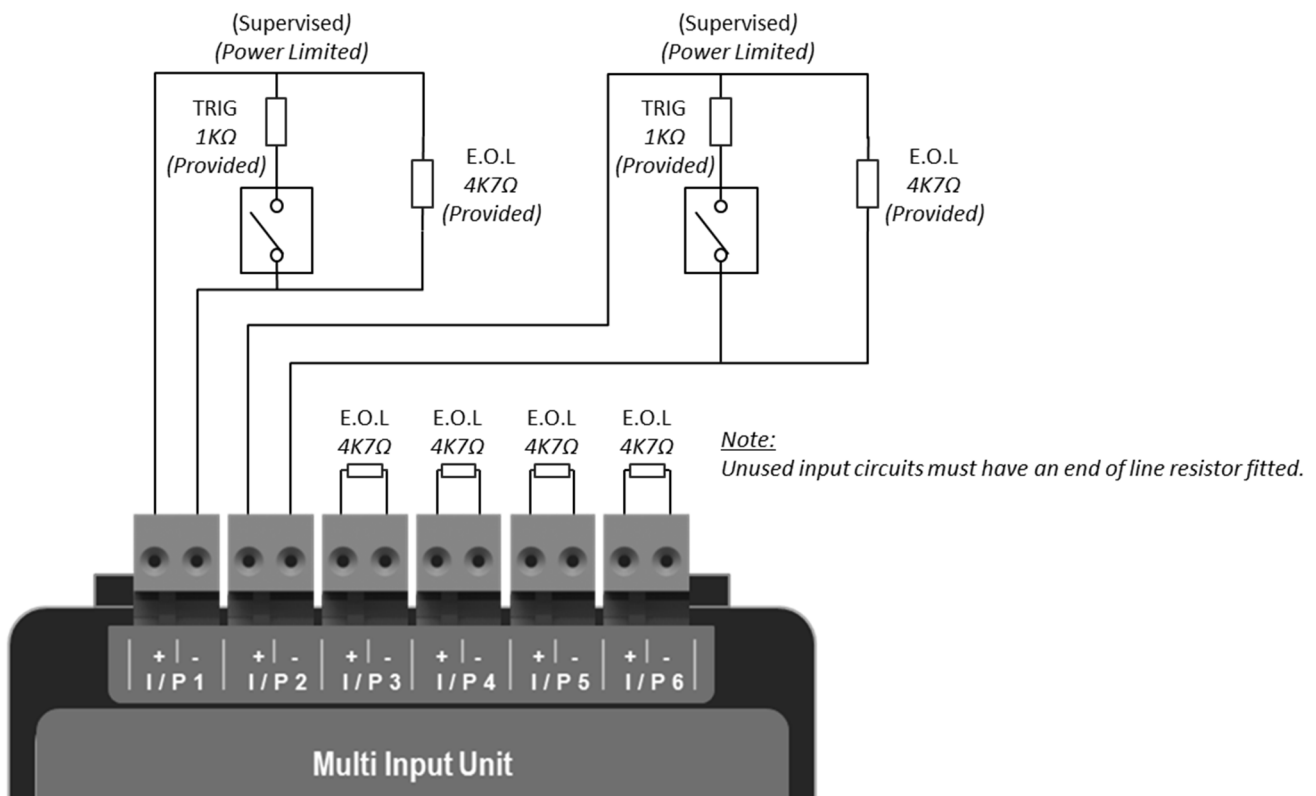 (Supervised)
(Power Limited)
TRIG
1KΩ
(Provided)
E.O.L
4K7Ω
(Provided)
(Supervised)
(Power Limited)
TRIG
1KΩ
(Provided)
E.O.L
4K7Ω
(Provided)
E.O.L E.O.L E.O.L E.O.L
4K7Ω 4K7Ω 4K7Ω 4K7Ω
Note:
Unused input circuits must have an end of line resistor fitted.
+ - + - + - + - + - + -
I / P 1 I / P 2 I / P 3 I / P 4 I / P 5 I / P 6
Multi Input Unit